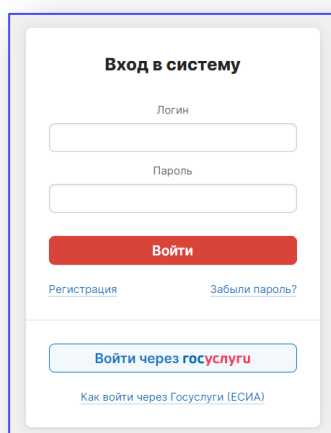 Вход в систему
Логин
Пароль
Войти
Регистрация Забыли пароль?
Войти через госуслуги
Как войти через Госуслуги (ЕСИА)